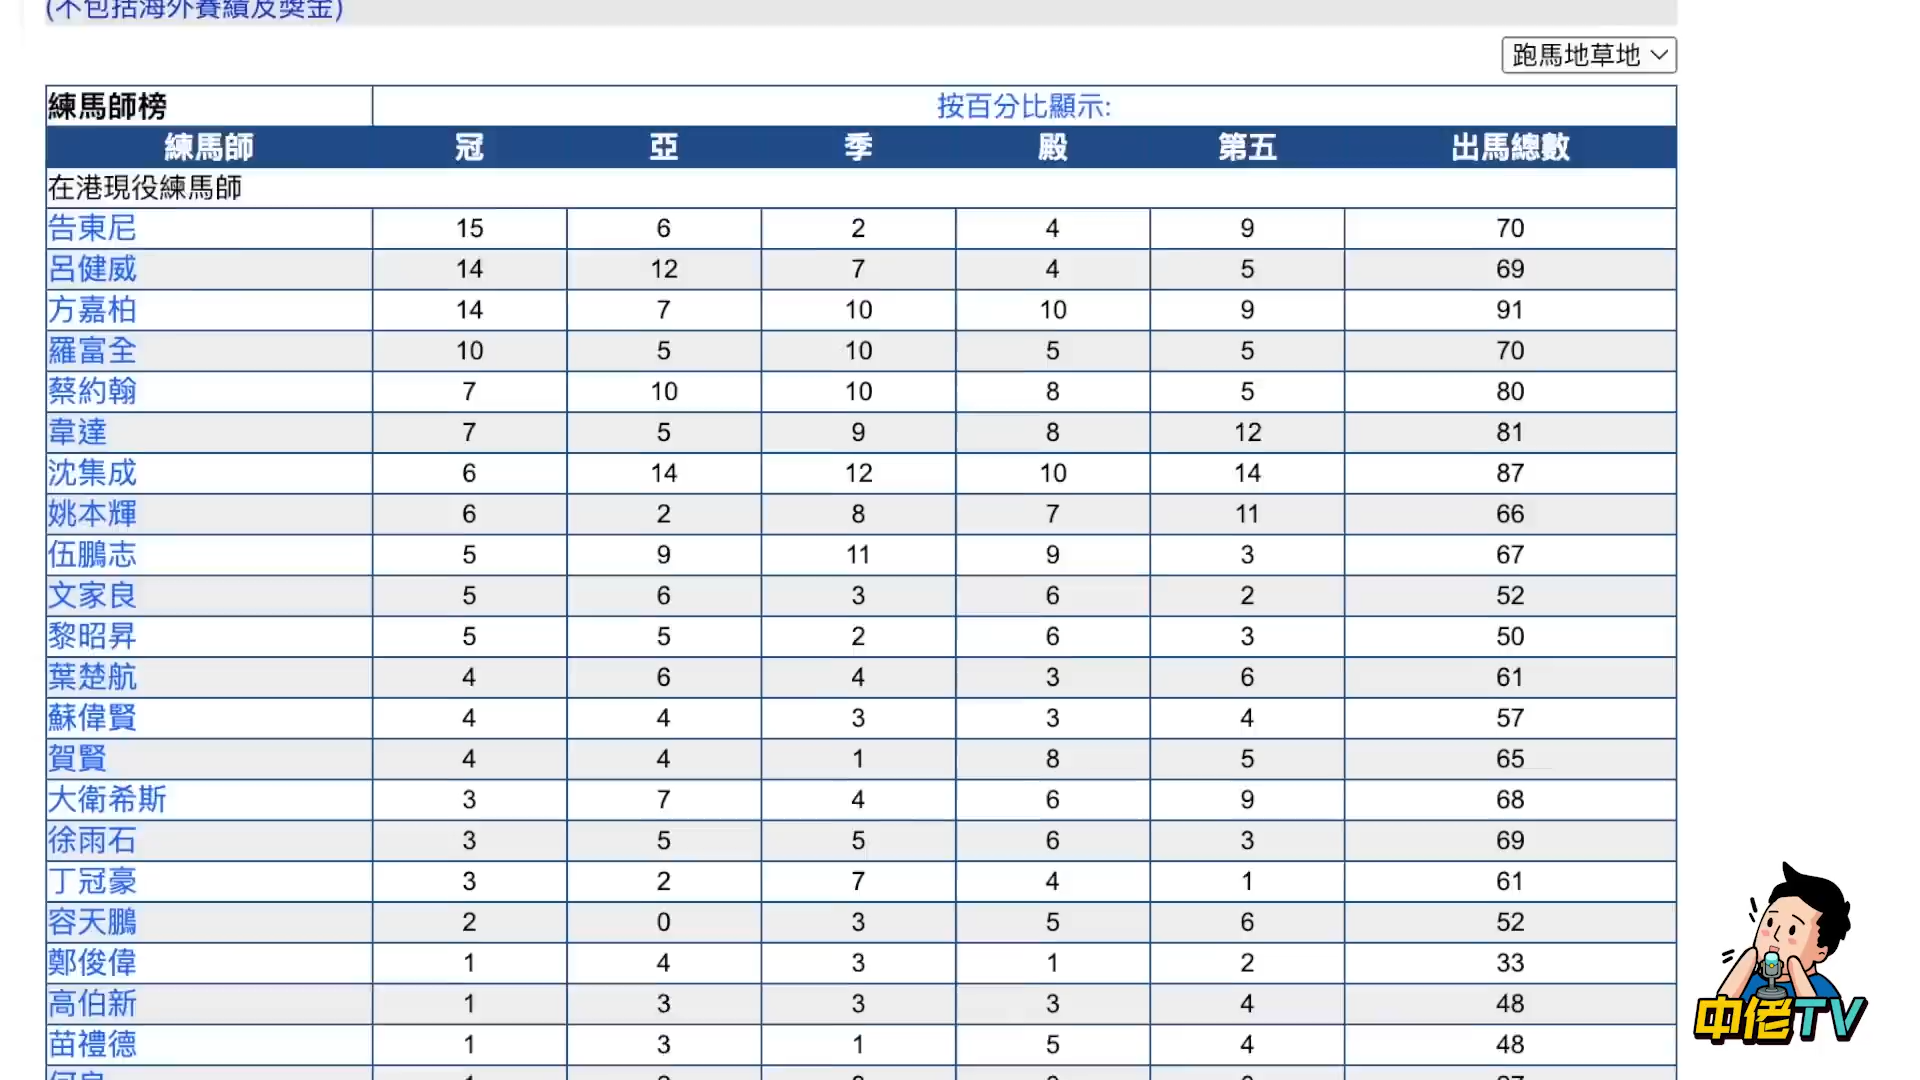 (不包括海外賽績及獎金)
跑馬地草地
練馬師榜 按百分比顯示:
練馬師 冠 亞 季 殿 第五 出馬總數
在港現役練馬師
告東尼 15 6 2 4 9 70
呂健威 14 12 7 4 5 69
方嘉柏 14 7 10 10 9 91
羅富全 10 5 10 5 5 70
蔡約翰 7 10 10 8 5 80
韋達 7 5 9 8 12 81
沈集成 6 14 12 10 14 87
姚本輝 6 2 8 7 11 66
伍鵬志 5 9 11 9 3 67
文家良 5 6 3 6 2 52
黎昭昇 5 5 2 6 3 50
葉楚航 4 6 4 3 6 61
蘇偉賢 4 4 3 3 4 57
賀賢 4 4 1 8 5 65
大衛希斯 3 7 4 6 9 68
徐雨石 3 5 5 6 3 69
丁冠豪 3 2 7 4 1 61
容天鵬 2 0 3 5 6 52
鄭俊偉 1 4 3 1 2 33
高伯新 1 3 3 3 4 48
苗禮德 1 3 1 5 4 48
中佬TV